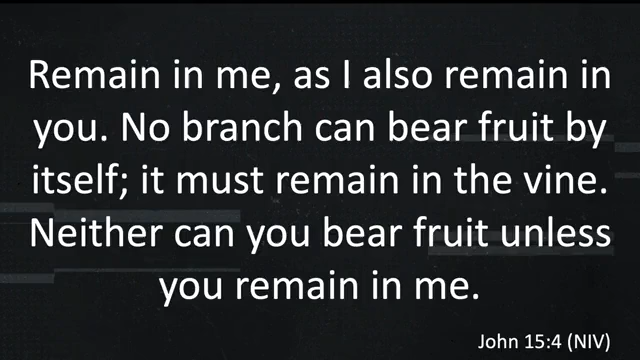 Remain in me, as I also remain in
you. No branch can bear fruit by
itself; it must remain in the vine.
Neither can you bear fruit unless
you remain in me.
John 15:4 (NIV)